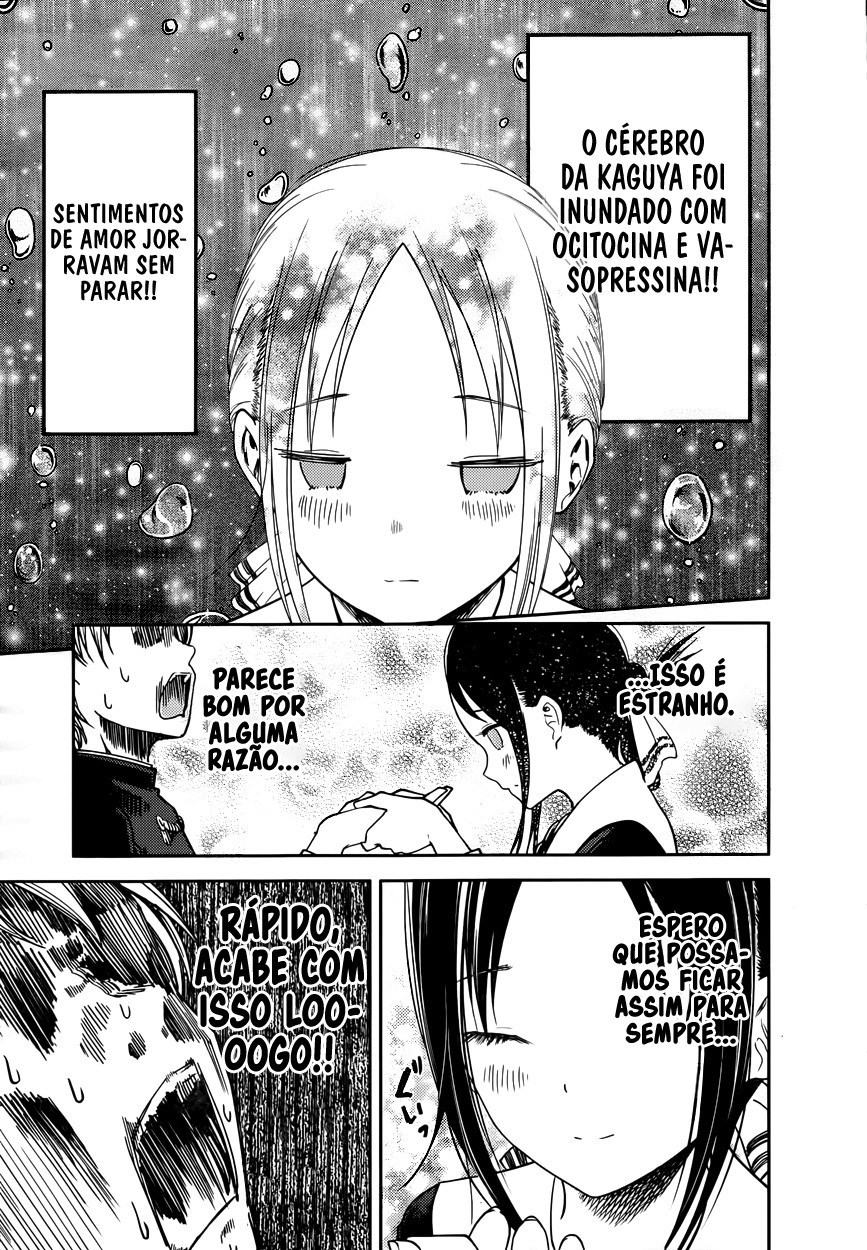 O CÉREBRO
DA KAGUYA FOI
INUNDADO COM
OCITOCINA E VA-
SOPRESSINA!!
SENTIMENTOS
DE AMOR JOR-
RAVAM SEM
PARAR!!
...ISSO É
ESTRANHO.
PARECE
BOM POR
ALGUMA
RAZÃO...
ESPERO
QUE POSSA-
MOS FICAR
ASSIM PARA
SEMPRE...
RÁPIDO,
ACABE COM
ISSO LOO-
OOGO!!